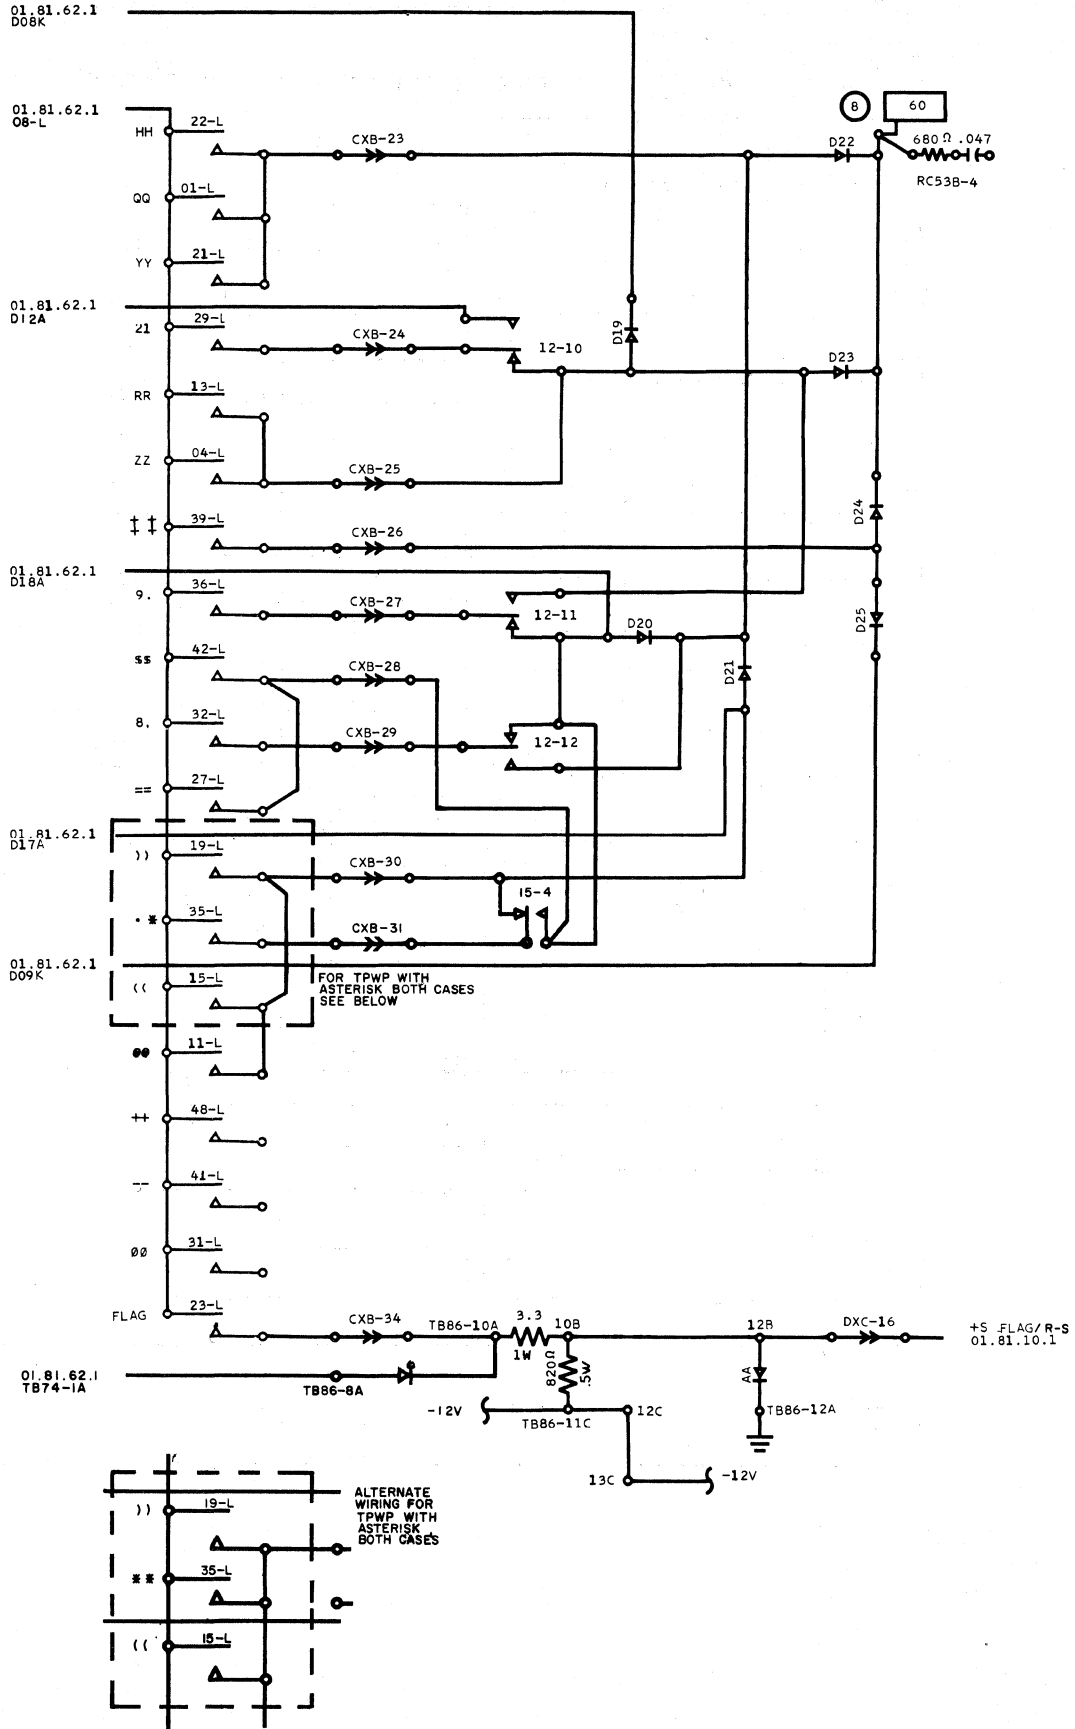 01.81.62.1
D08K
01.81.62.1
08-L
HH
22-L
CXB-23
D22
8
60
680Ω .047
RC53B-4
QQ
01-L
YY
21-L
01.81.62.1
D12A
21
29-L
CXB-24
12-10
D19
D23
RR
13-L
ZZ
04-L
CXB-25
‡ ‡
39-L
CXB-26
D24
01.81.62.1
D18A
9.
36-L
CXB-27
12-11
D20
D25
$$
42-L
CXB-28
D21
8.
32-L
CXB-29
12-12
==
27-L
01.81.62.1
D17A
))
19-L
CXB-30
15-4
. *
35-L
CXB-31
01.81.62.1
D09K
((
15-L
FOR TPWP WITH
ASTERISK BOTH CASES
SEE BELOW
@@
11-L
++
48-L
--
41-L
ØØ
31-L
FLAG
23-L
CXB-34
TB86-10A
3.3
1W
10B
12B
DXC-16
+S FLAG/R-S
01.81.10.1
01.81.62.1
TB74-1A
TB86-8A
820Ω
.5W
AA
-12V
TB86-11C
12C
TB86-12A
13C
-12V
))
19-L
ALTERNATE
WIRING FOR
TPWP WITH
ASTERISK
BOTH CASES
**
35-L
((
15-L